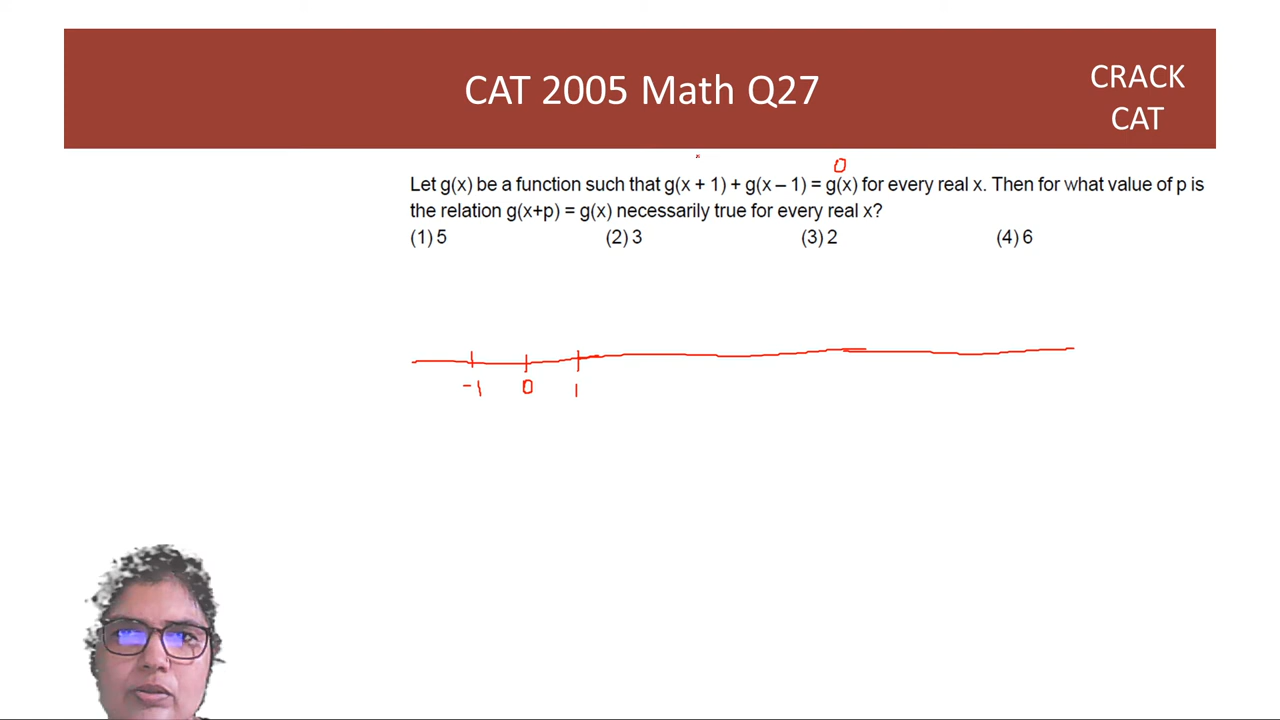 CAT 2005 Math Q27
CRACK
CAT
0
Let g(x) be a function such that g(x + 1) + g(x – 1) = g(x) for every real x. Then for what value of p is
the relation g(x+p) = g(x) necessarily true for every real x?
(1) 5 (2) 3 (3) 2 (4) 6
-1 0 1